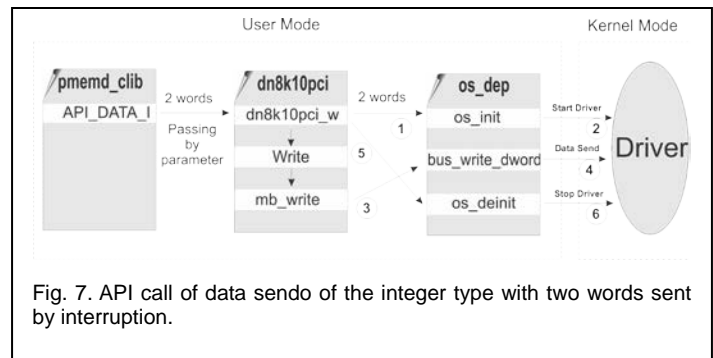 User Mode
Kernel Mode
pmemd_clib
API_DATA_I
2 words
Passing
by
parameter
dn8k10pci
dn8k10pci_w
Write
mb_write
2 words
1
5
3
os_dep
os_init
bus_write_dword
os_deinit
Start Driver
2
Data Send
4
Stop Driver
6
Driver
Fig. 7. API call of data sendo of the integer type with two words sent
by interruption.